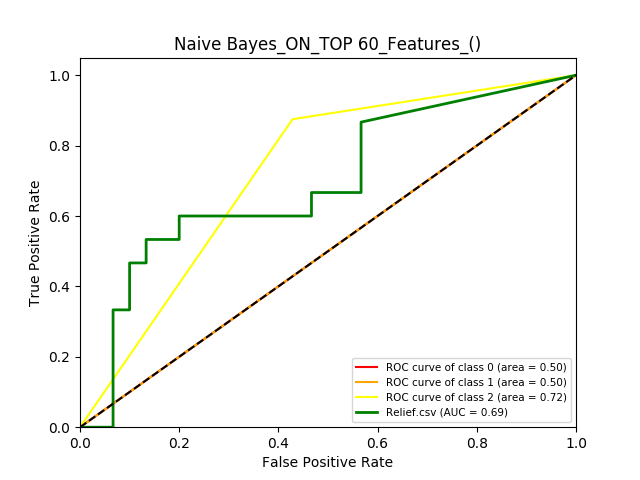 Naive Bayes_ON_TOP 60_Features_()
True Positive Rate
1.0
0.8
0.6
0.4
0.2
0.0
ROC curve of class 0 (area = 0.50)
ROC curve of class 1 (area = 0.50)
ROC curve of class 2 (area = 0.72)
Relief.csv (AUC = 0.69)
0.0 0.2 0.4 0.6 0.8 1.0
False Positive Rate